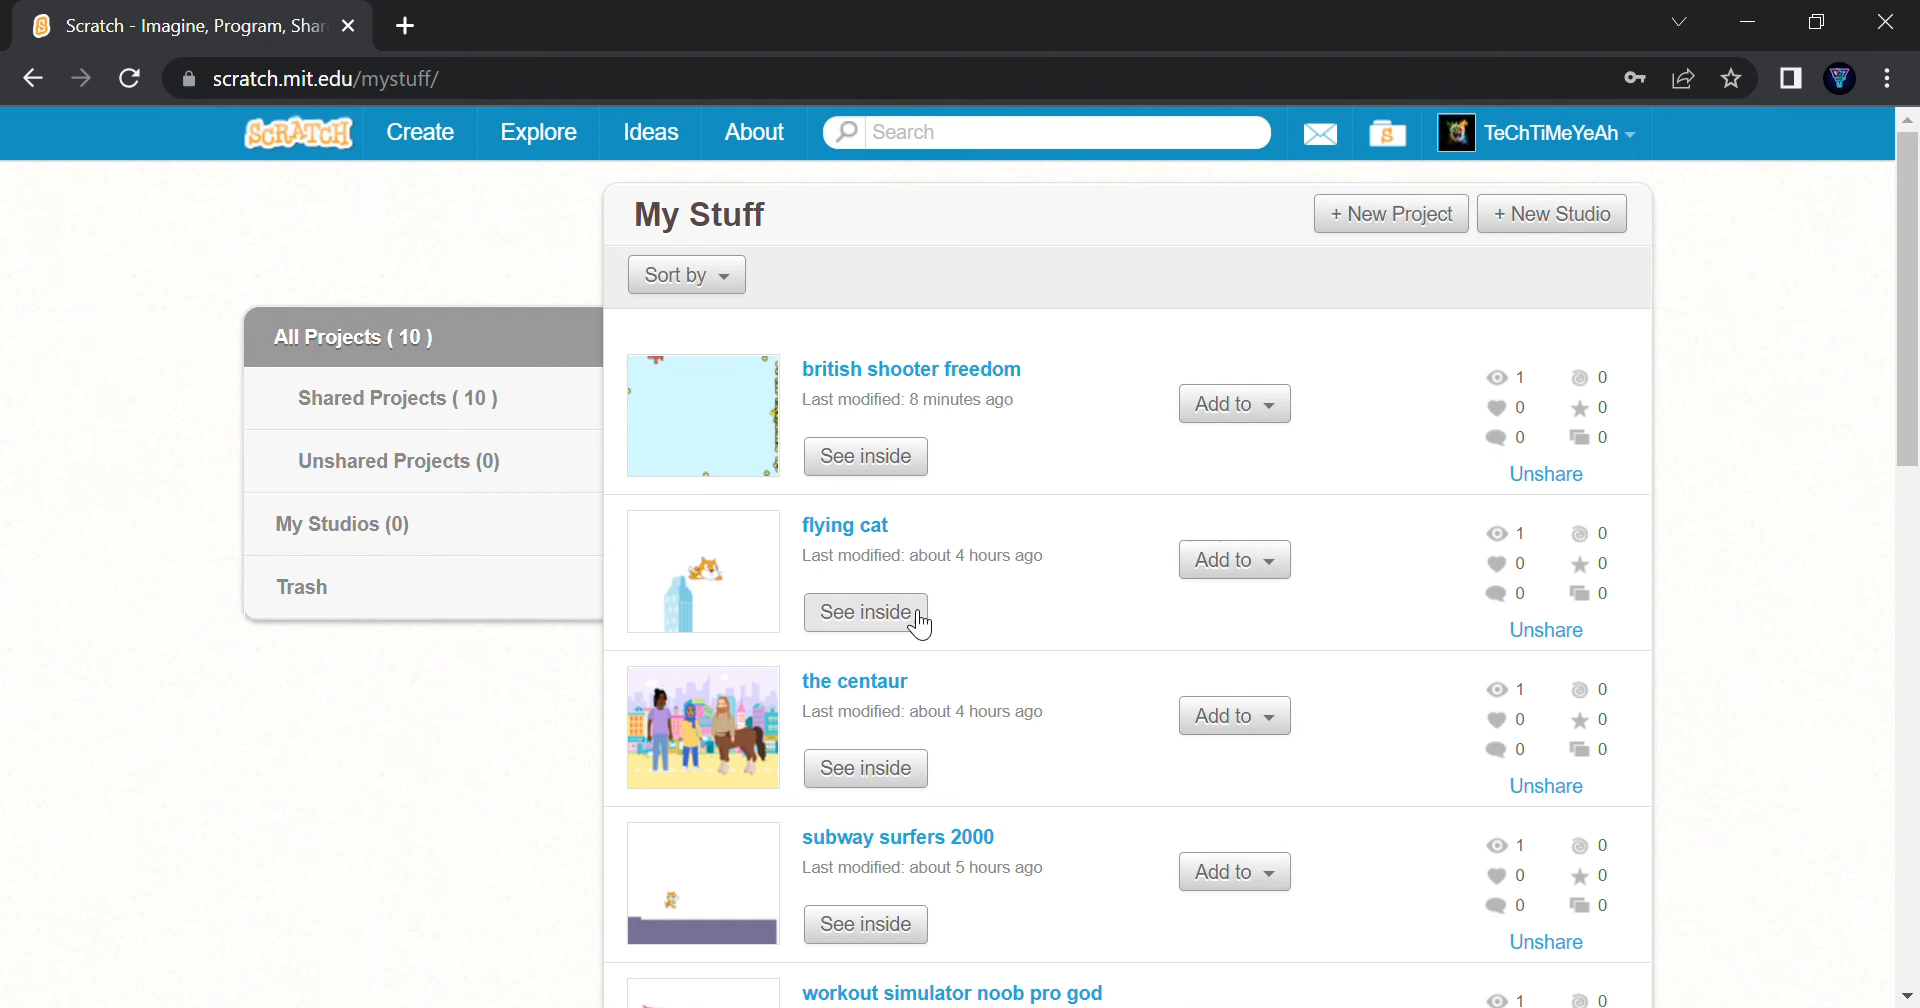 Scratch - Imagine, Program, Shar
scratch.mit.edu/mystuff/
SCRATCH Create Explore Ideas About Search S TeChTiMeYeAh
My Stuff + New Project + New Studio
Sort by
All Projects ( 10 )
Shared Projects ( 10 )
Unshared Projects (0)
My Studios (0)
Trash
british shooter freedom
Last modified: 8 minutes ago
Add to
See inside
1 0
0 0
0 0
Unshare
flying cat
Last modified: about 4 hours ago
Add to
See inside
1 0
0 0
0 0
Unshare
the centaur
Last modified: about 4 hours ago
Add to
See inside
1 0
0 0
0 0
Unshare
subway surfers 2000
Last modified: about 5 hours ago
Add to
See inside
1 0
0 0
0 0
Unshare
workout simulator noob pro god
1 0